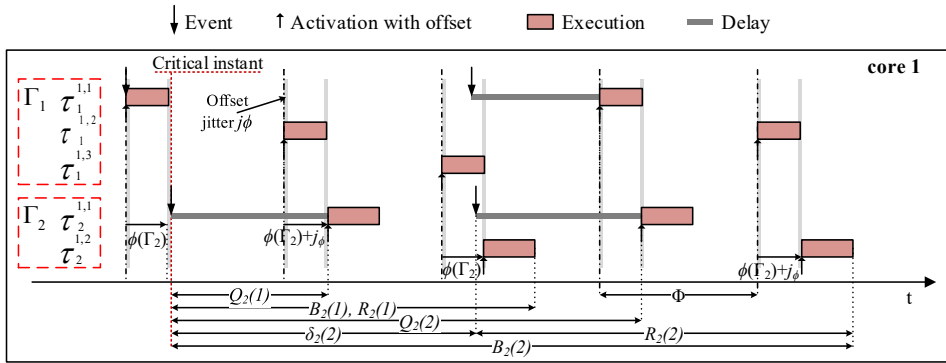 Event
Activation with offset
Execution
Delay
Critical instant
core 1
Γ1 τ1^1,1
τ1^1,2
τ1^1,3
Offset
jitter jϕ
Γ2 τ2^1,1
τ2^1,2
ϕ(Γ2)
ϕ(Γ2)+jϕ
ϕ(Γ2)
ϕ(Γ2)+jϕ
t
Q2(1)
Φ
B2(1), R2(1)
Q2(2)
δ2(2)
R2(2)
B2(2)